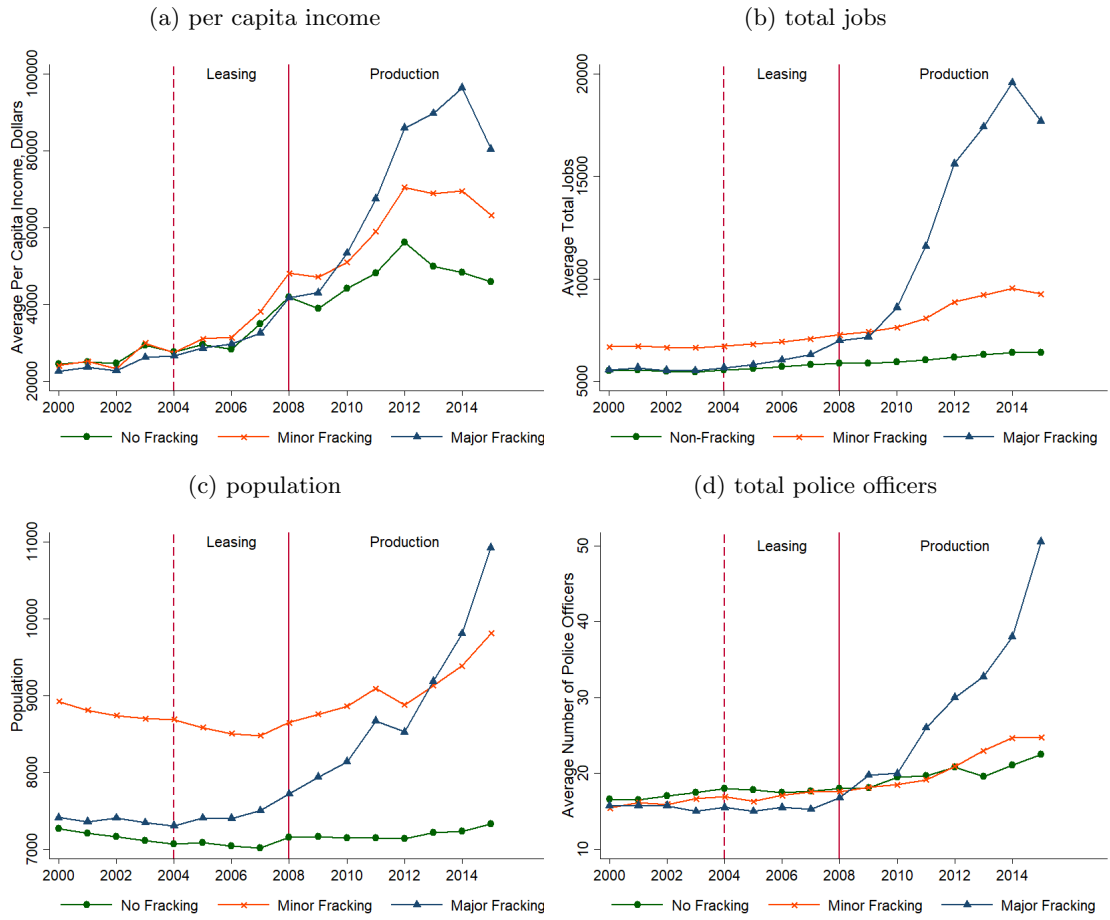 (a) per capita income
Average Per Capita Income, Dollars
100000
80000
60000
40000
20000
Leasing
Production
2000 2002 2004 2006 2008 2010 2012 2014
No Fracking Minor Fracking Major Fracking
(b) total jobs
Average Total Jobs
20000
15000
10000
5000
Leasing
Production
2000 2002 2004 2006 2008 2010 2012 2014
Non-Fracking Minor Fracking Major Fracking
(c) population
Population
11000
10000
9000
8000
7000
Leasing
Production
2000 2002 2004 2006 2008 2010 2012 2014
No Fracking Minor Fracking Major Fracking
(d) total police officers
Average Number of Police Officers
50
40
30
20
10
Leasing
Production
2000 2002 2004 2006 2008 2010 2012 2014
No Fracking Minor Fracking Major Fracking